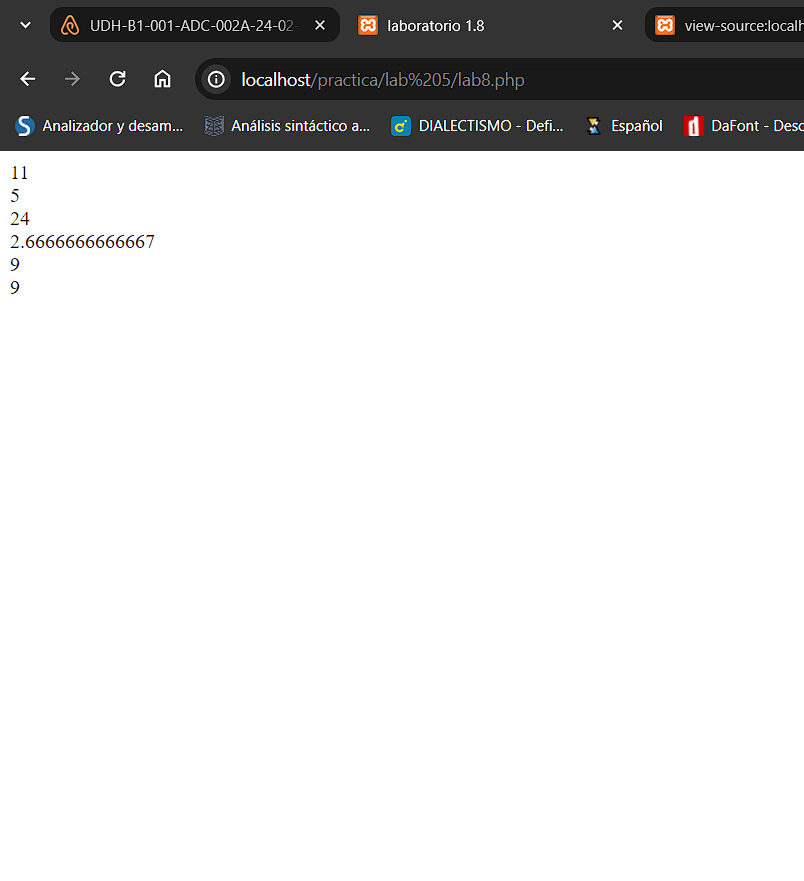 UDH-B1-001-ADC-002A-24-02-
laboratorio 1.8
view-source:localh
localhost/practica/lab%205/lab8.php
Analizador y desam...
Análisis sintáctico a...
DIALECTISMO - Defi...
Español
DaFont - Desc
11
5
24
2.6666666666667
9
9